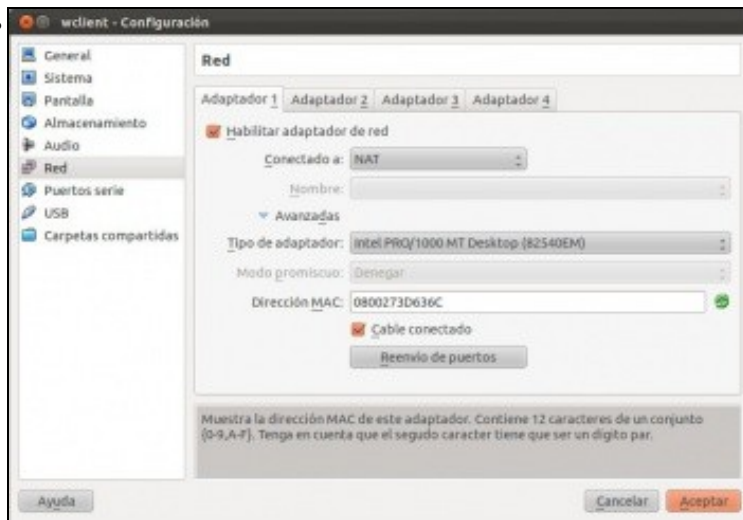 wclient - Configuración
General
Sistema
Pantalla
Almacenamiento
Audio
Red
Puertos serie
USB
Carpetas compartidas
Red
Adaptador 1 Adaptador 2 Adaptador 3 Adaptador 4
Habilitar adaptador de red
Conectado a: NAT
Nombre:
Avanzadas
Tipo de adaptador: Intel PRO/1000 MT Desktop (82540EM)
Modo promiscuo: Denegar
Dirección MAC: 0800273D636C
Cable conectado
Reenvío de puertos
Muestra la dirección MAC de este adaptador. Contiene 12 caracteres de un conjunto
{0-9,A-F}. Tenga en cuenta que el segudo caracter tiene que ser un dígito par.
Ayuda
Cancelar
Aceptar